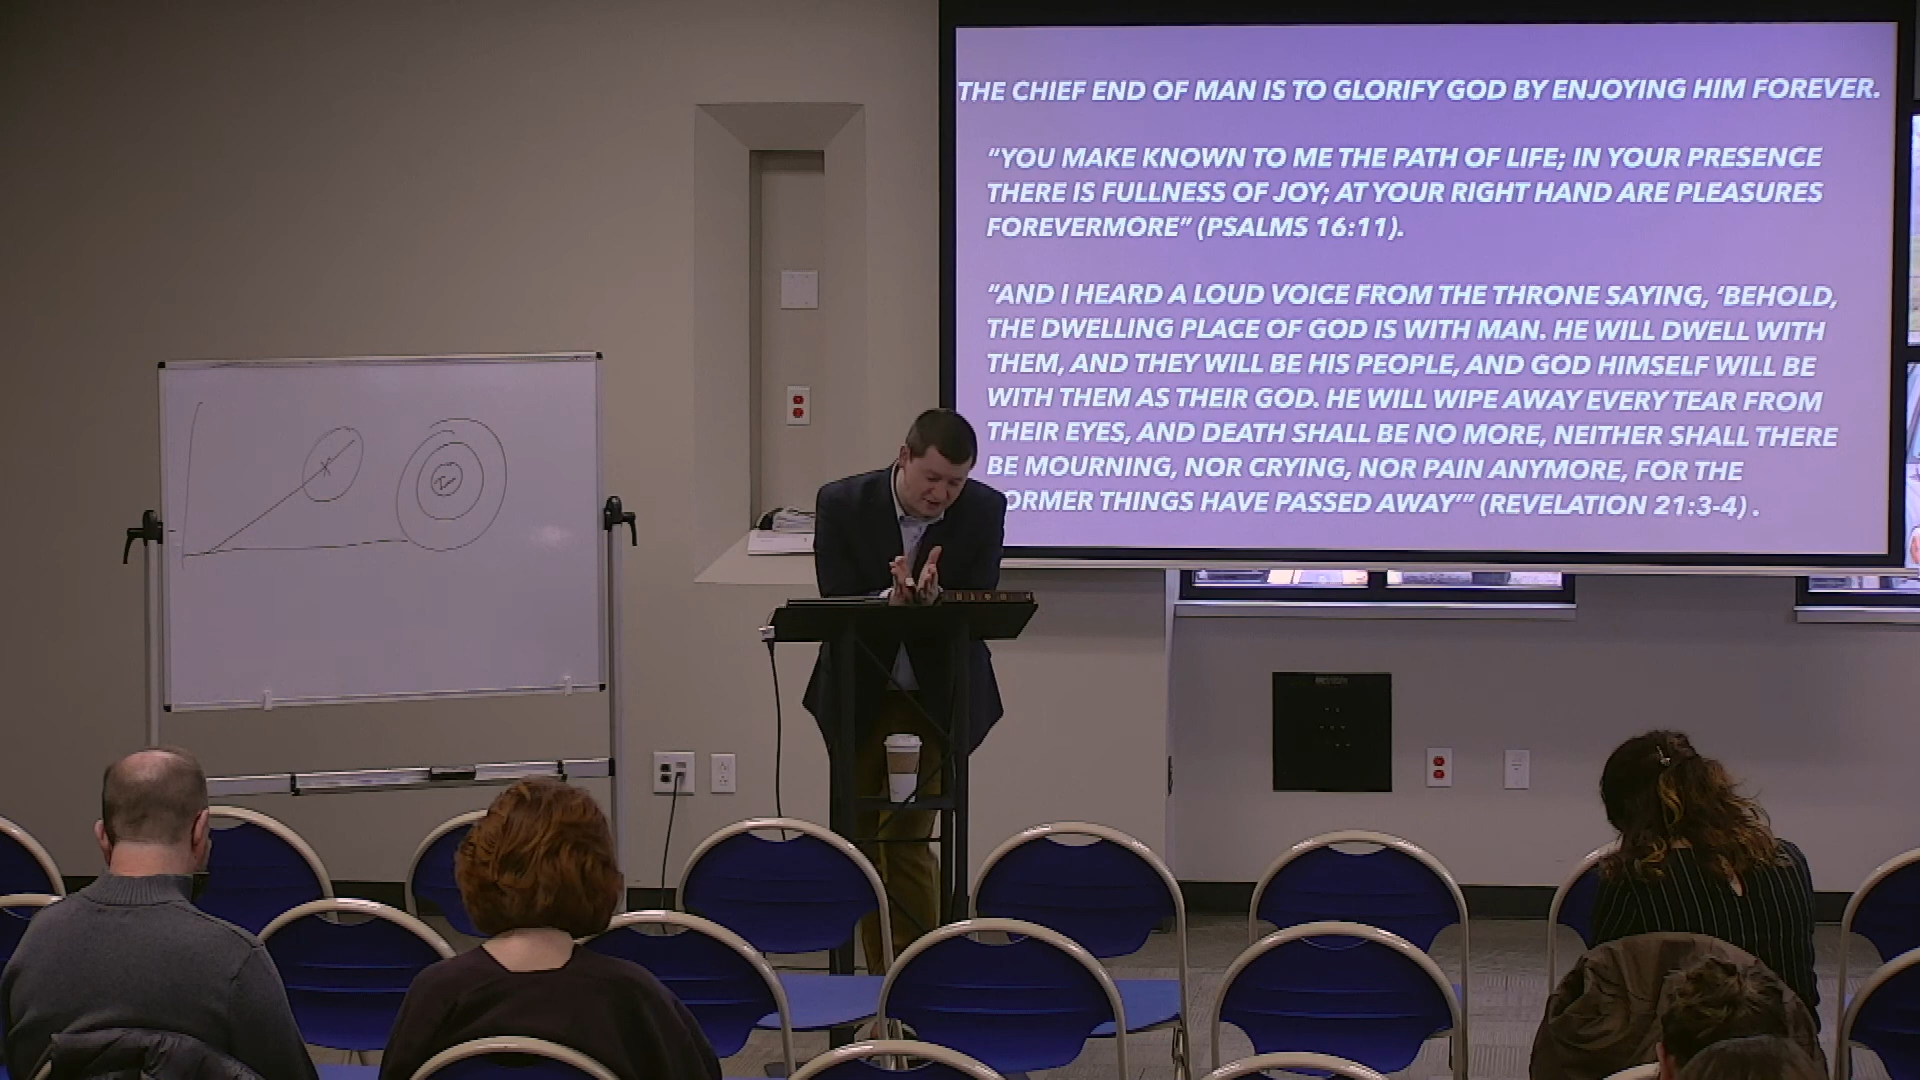 THE CHIEF END OF MAN IS TO GLORIFY GOD BY ENJOYING HIM FOREVER.
“YOU MAKE KNOWN TO ME THE PATH OF LIFE; IN YOUR PRESENCE
THERE IS FULLNESS OF JOY; AT YOUR RIGHT HAND ARE PLEASURES
FOREVERMORE” (PSALMS 16:11).
“AND I HEARD A LOUD VOICE FROM THE THRONE SAYING, ‘BEHOLD,
THE DWELLING PLACE OF GOD IS WITH MAN. HE WILL DWELL WITH
THEM, AND THEY WILL BE HIS PEOPLE, AND GOD HIMSELF WILL BE
WITH THEM AS THEIR GOD. HE WILL WIPE AWAY EVERY TEAR FROM
THEIR EYES, AND DEATH SHALL BE NO MORE, NEITHER SHALL THERE
BE MOURNING, NOR CRYING, NOR PAIN ANYMORE, FOR THE
ORMER THINGS HAVE PASSED AWAY’” (REVELATION 21:3-4) .